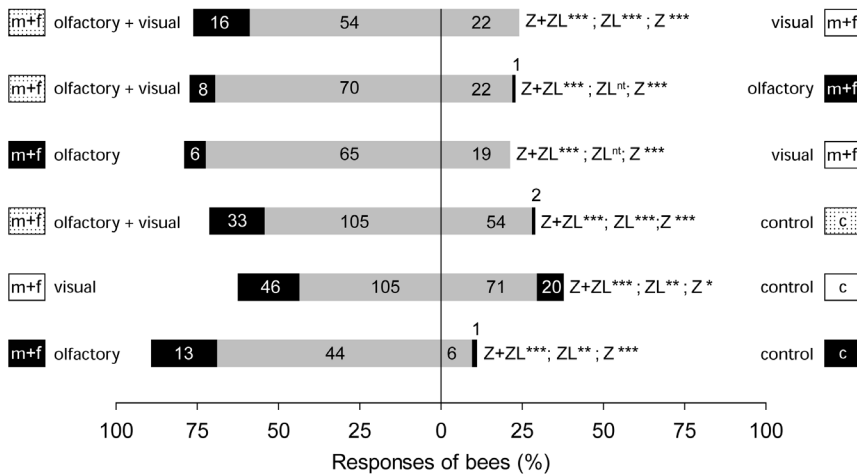 m+f olfactory + visual 16 54 22 Z+ZL*** ; ZL*** ; Z *** visual m+f
1
m+f olfactory + visual 8 70 22 Z+ZL*** ; ZLⁿᵗ; Z *** olfactory m+f
m+f olfactory 6 65 19 Z+ZL*** ; ZLⁿᵗ; Z *** visual m+f
2
m+f olfactory + visual 33 105 54 Z+ZL***; ZL***;Z *** control c
m+f visual 46 105 71 20 Z+ZL*** ; ZL** ; Z * control c
1
m+f olfactory 13 44 6 Z+ZL***; ZL** ; Z *** control c
100 75 50 25 0 25 50 75 100
Responses of bees (%)